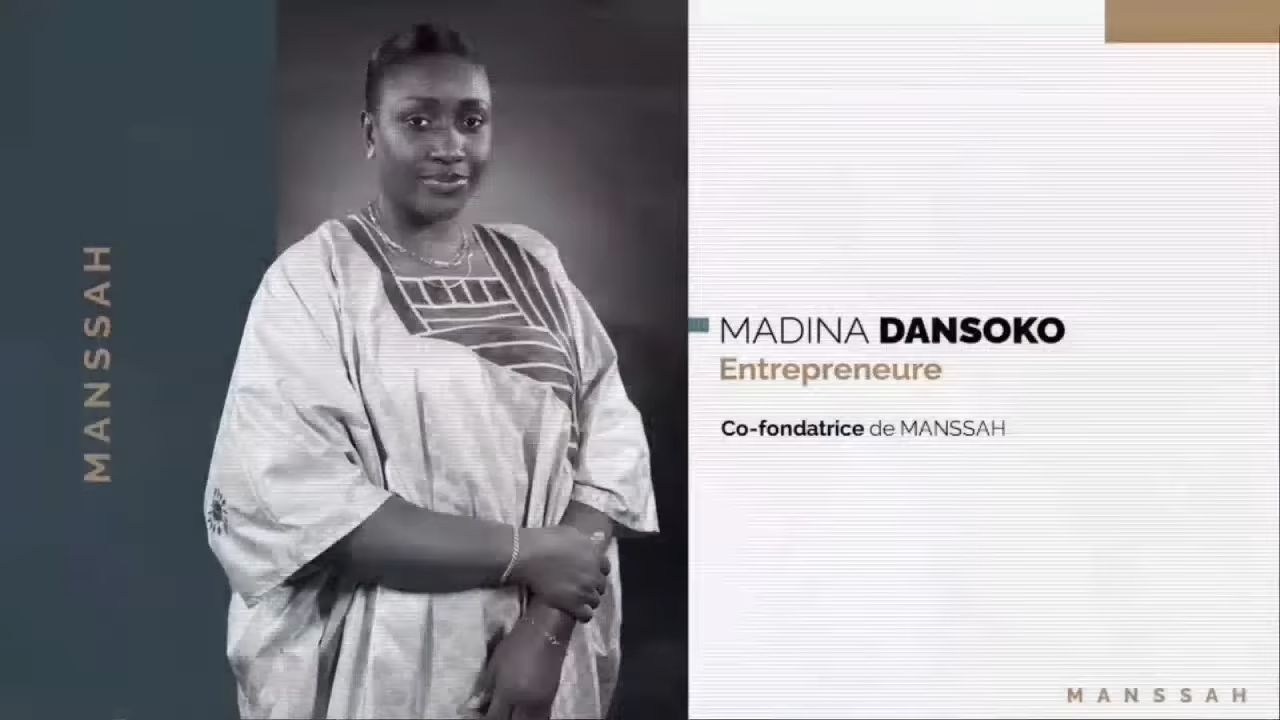 MANSSAH
MADINA DANSOKO
Entrepreneure
Co-fondatrice de MANSSAH
MANSSAH